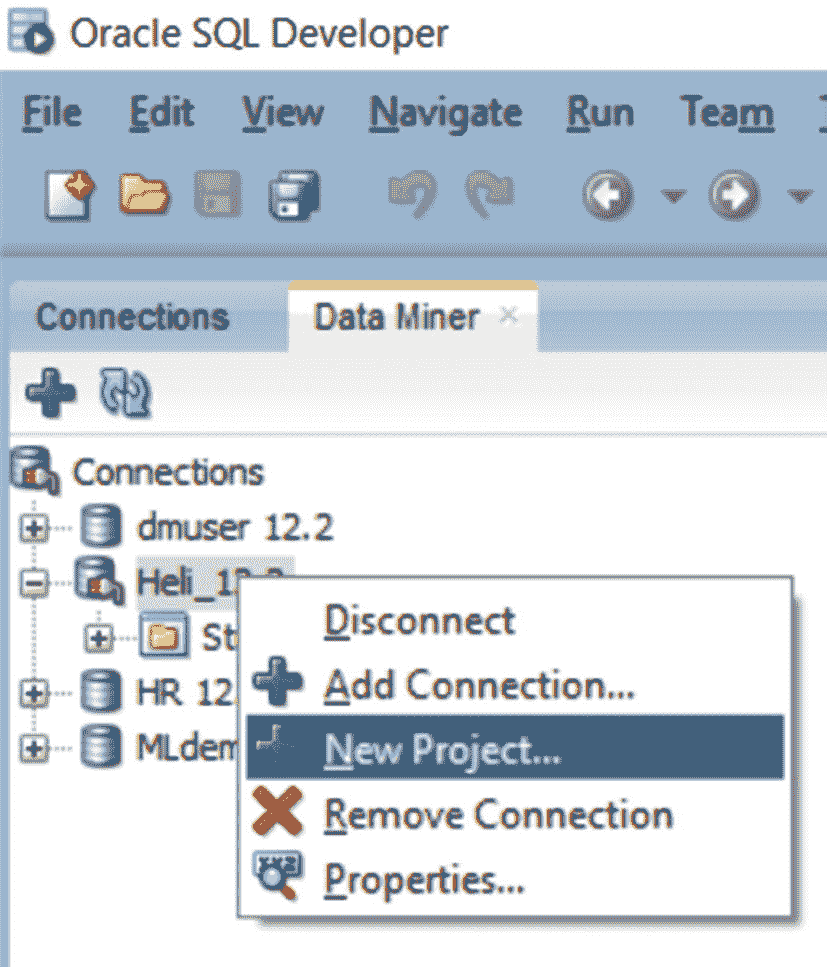 Oracle SQL Developer
File Edit View Navigate Run Team
Connections Data Miner
Connections
dmuser 12.2
Disconnect
Add Connection...
HR
New Project...
Remove Connection
Properties...